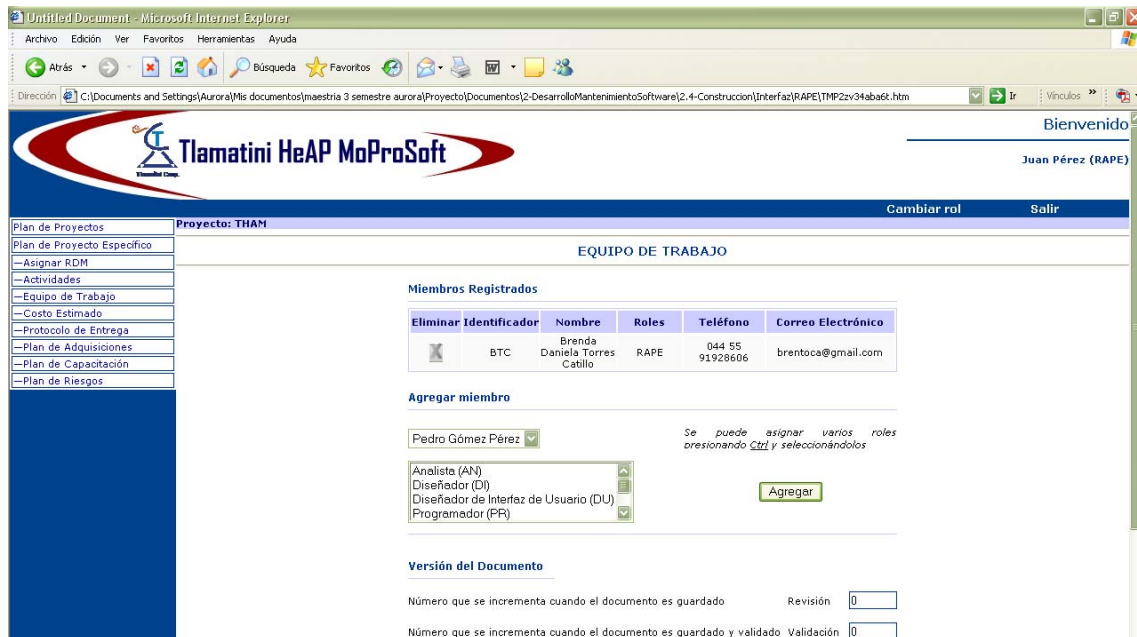 Untitled Document - Microsoft Internet Explorer
Archivo Edición Ver Favoritos Herramientas Ayuda
Atrás Búsqueda Favoritos
Dirección C:\Documents and Settings\Aurora\Mis documentos\maestria 3 semestre aurora\Proyecto\Documentos\2-DesarrolloMantenimientoSoftware\2.4-Construccion\Interfaz\RAPE\TMP2zv34aba6t.htm Ir Vínculos »
Bienvenido
Tlamatini HeAP MoProSoft
Tlamatini Corp.
Juan Pérez (RAPE)
Cambiar rol Salir
Proyecto: THAM
Plan de Proyectos
Plan de Proyecto Específico
—Asignar RDM
—Actividades
—Equipo de Trabajo
—Costo Estimado
—Protocolo de Entrega
—Plan de Adquisiciones
—Plan de Capacitación
—Plan de Riesgos
EQUIPO DE TRABAJO
Miembros Registrados
Eliminar Identificador Nombre Roles Teléfono Correo Electrónico
X BTC Brenda Daniela Torres Catillo RAPE 044 55 91928606 brentoca@gmail.com
Agregar miembro
Pedro Gómez Pérez
Se puede asignar varios roles
presionando Ctrl y seleccionándolos
Analista (AN)
Diseñador (DI)
Diseñador de Interfaz de Usuario (DU)
Programador (PR)
Agregar
Versión del Documento
Número que se incrementa cuando el documento es guardado Revisión 0
Número que se incrementa cuando el documento es guardado y validado Validación 0